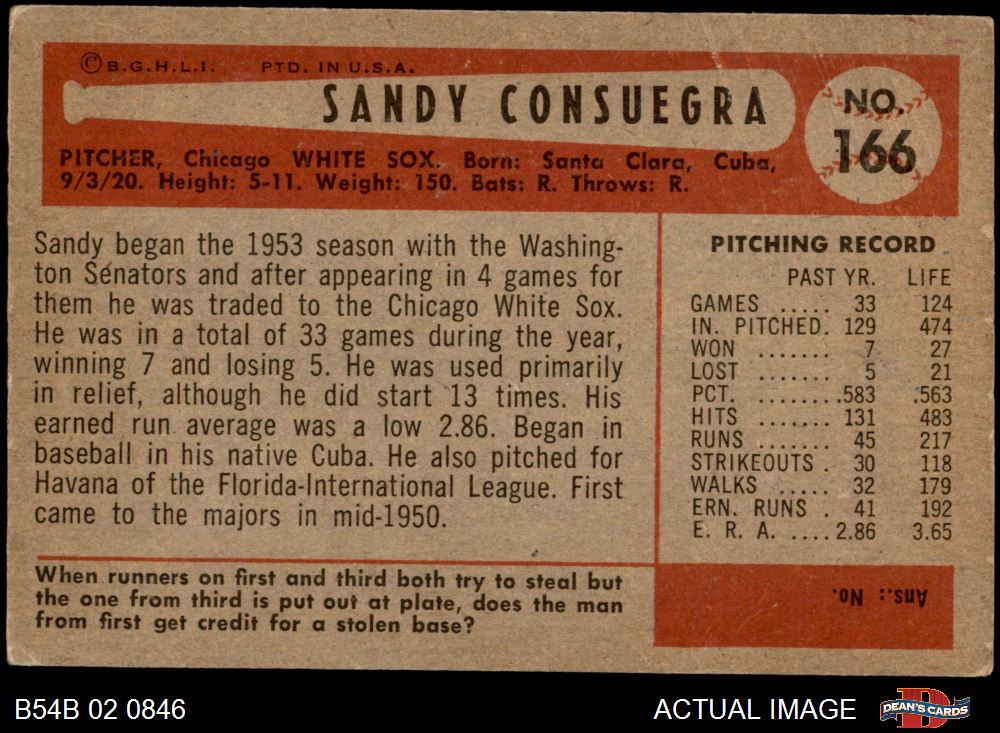 ©B.G.H.L.I. PTD. IN U.S.A.
SANDY CONSUEGRA
NO.
166
PITCHER, Chicago WHITE SOX. Born: Santa Clara, Cuba,
9/3/20. Height: 5-11. Weight: 150. Bats: R. Throws: R.
Sandy began the 1953 season with the Washing-
ton Senators and after appearing in 4 games for
them he was traded to the Chicago White Sox.
He was in a total of 33 games during the year,
winning 7 and losing 5. He was used primarily
in relief, although he did start 13 times. His
earned run average was a low 2.86. Began in
baseball in his native Cuba. He also pitched for
Havana of the Florida-International League. First
came to the majors in mid-1950.
PITCHING RECORD
PAST YR. LIFE
GAMES ..... 33 124
IN. PITCHED. 129 474
WON ....... 7 27
LOST ....... 5 21
PCT. ........ .583 .563
HITS ....... 131 483
RUNS ....... 45 217
STRIKEOUTS . 30 118
WALKS ..... 32 179
ERN. RUNS . 41 192
E. R. A. .... 2.86 3.65
When runners on first and third both try to steal but
the one from third is put out at plate, does the man
from first get credit for a stolen base?
Ans.: No.
B54B 02 0846
ACTUAL IMAGE
DEAN'S CARDS